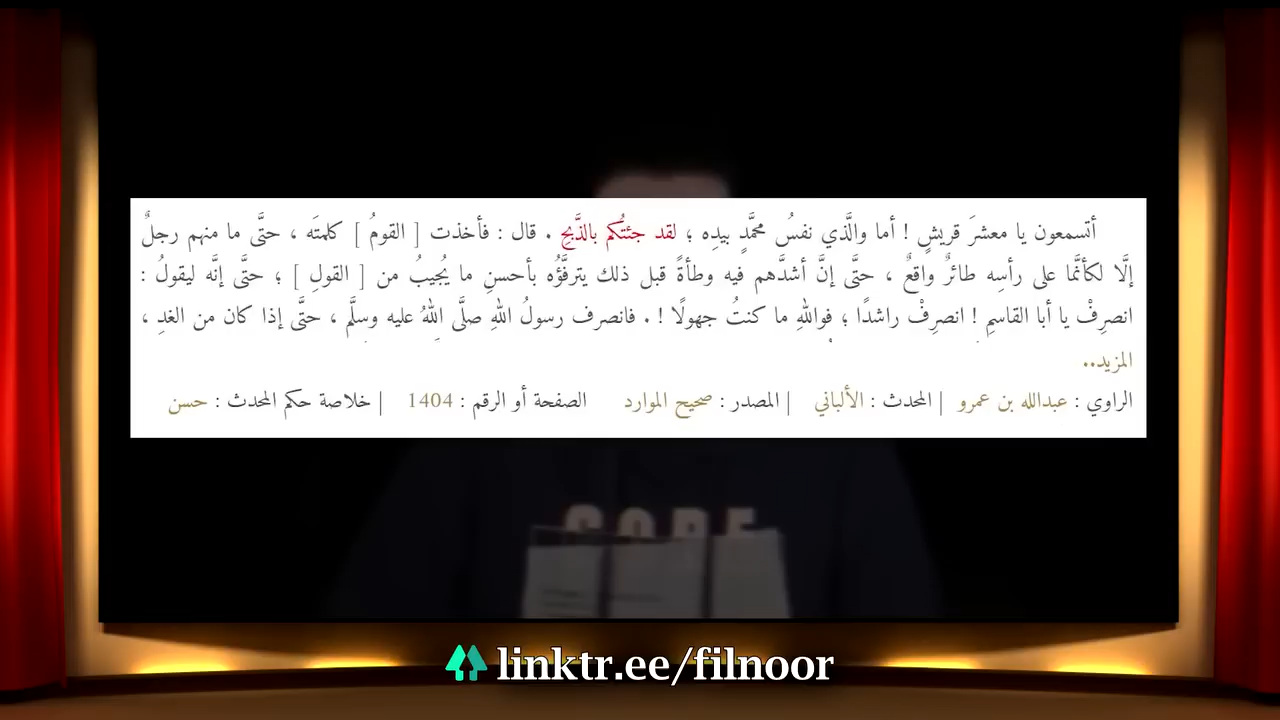 أتسمعون يا معشرَ قريشٍ ! أما والَّذي نفسُ محمَّدٍ بيدِه ؛ لقد جئتُكم بالذَّبحِ . قال : فأخذت [ القومُ ] كلمتَه ، حتَّى ما منهم رجلٌ
إلَّا لكأنَّما على رأسِه طائرٌ واقعٌ ، حتَّى إنَّ أشدَّهم فيه وطأةً قبل ذلك يترفَّؤُه بأحسنِ ما يُجيبُ من [ القولِ ] ؛ حتَّى إنَّه ليقولُ :
انصرِفْ يا أبا القاسمِ ! انصرِفْ راشدًا ؛ فواللهِ ما كنتُ جهولًا ! . فانصرف رسولُ اللهِ صلَّى اللهُ عليه وسلَّم ، حتَّى إذا كان من الغدِ ،
المزيد..
الراوي : عبدالله بن عمرو | المحدث : الألباني | المصدر : صحيح الموارد الصفحة أو الرقم : 1404 | خلاصة حكم المحدث : حسن
CODE
linktr.ee/filnoor